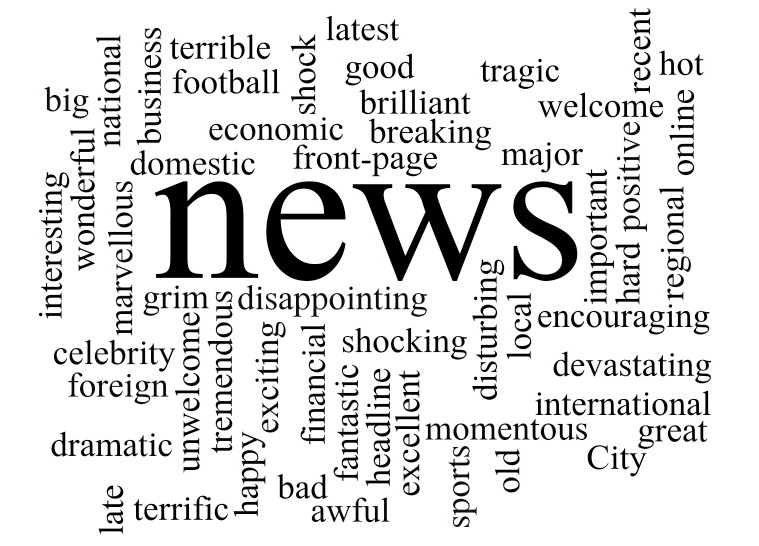 latest
terrible
national
business
shock
recent
hot
good
tragic
football
big
brilliant
welcome
online
economic
breaking
wonderful
domestic
front-page
major
positive
interesting
marvellous
news
important
hard
regional
grim
disappointing
disturbing
local
encouraging
unwelcome
tremendous
exciting
financial
shocking
celebrity
devastating
foreign
fantastic
headline
excellent
international
momentous
great
dramatic
happy
sports
old
City
late
terrific
bad
awful